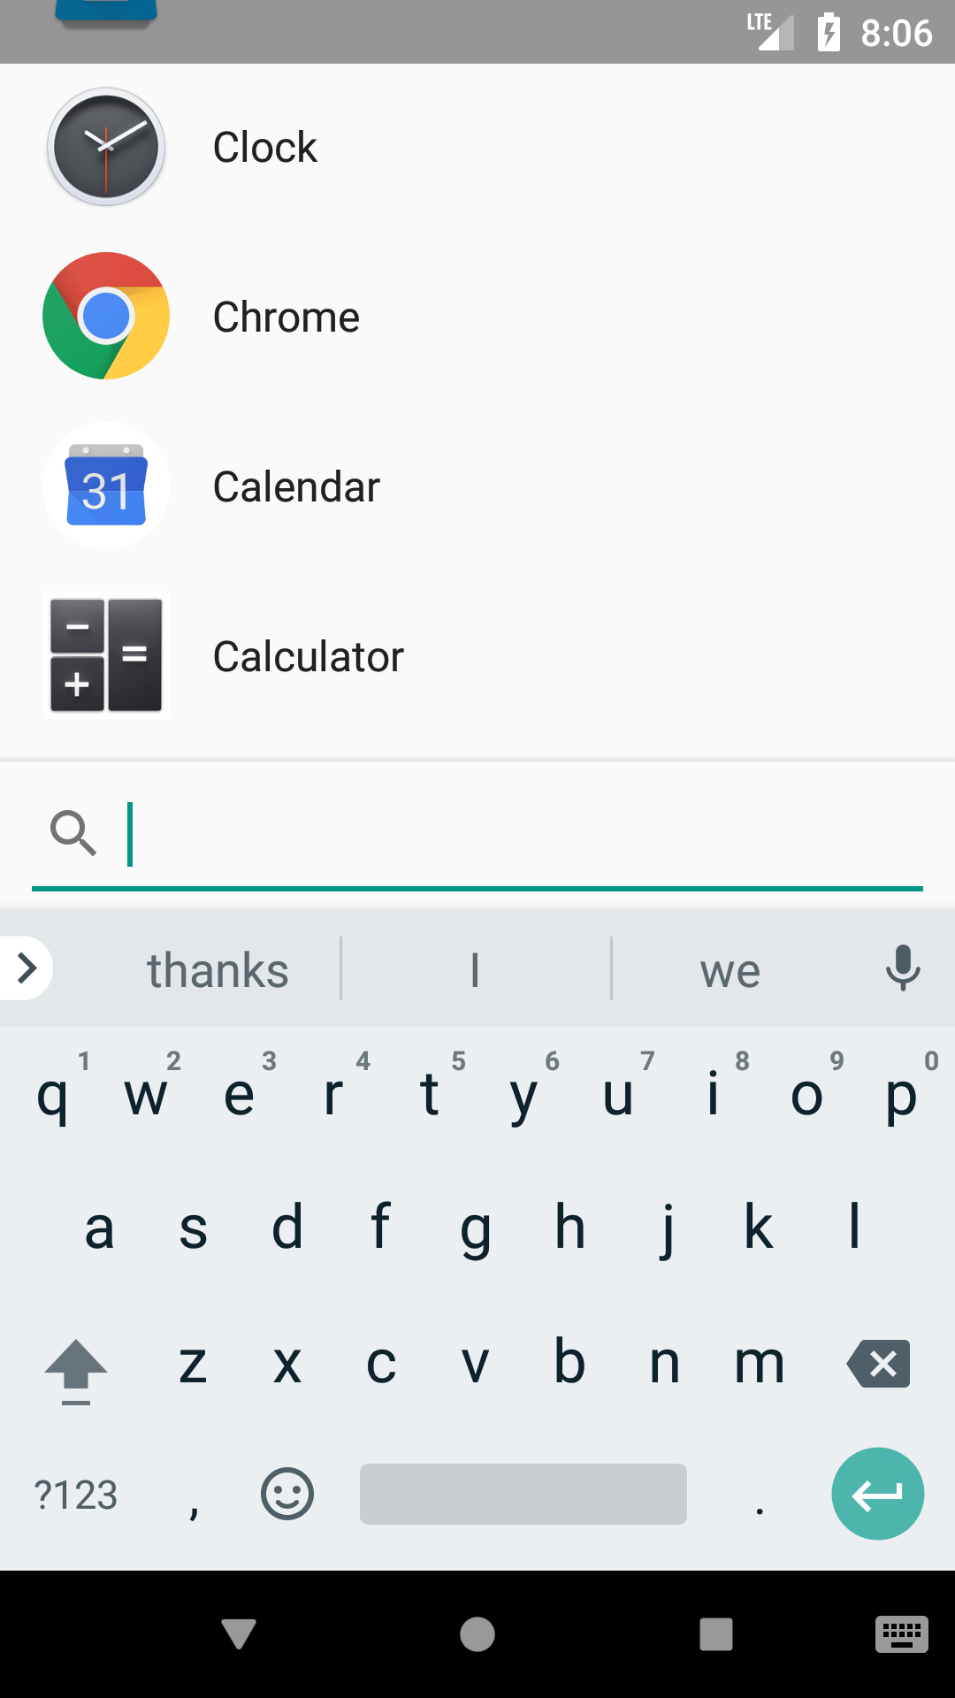 LTE 8:06
Clock
Chrome
31 Calendar
Calculator
thanks I we
1 2 3 4 5 6 7 8 9 0
q w e r t y u i o p
a s d f g h j k l
z x c v b n m
?123 , .